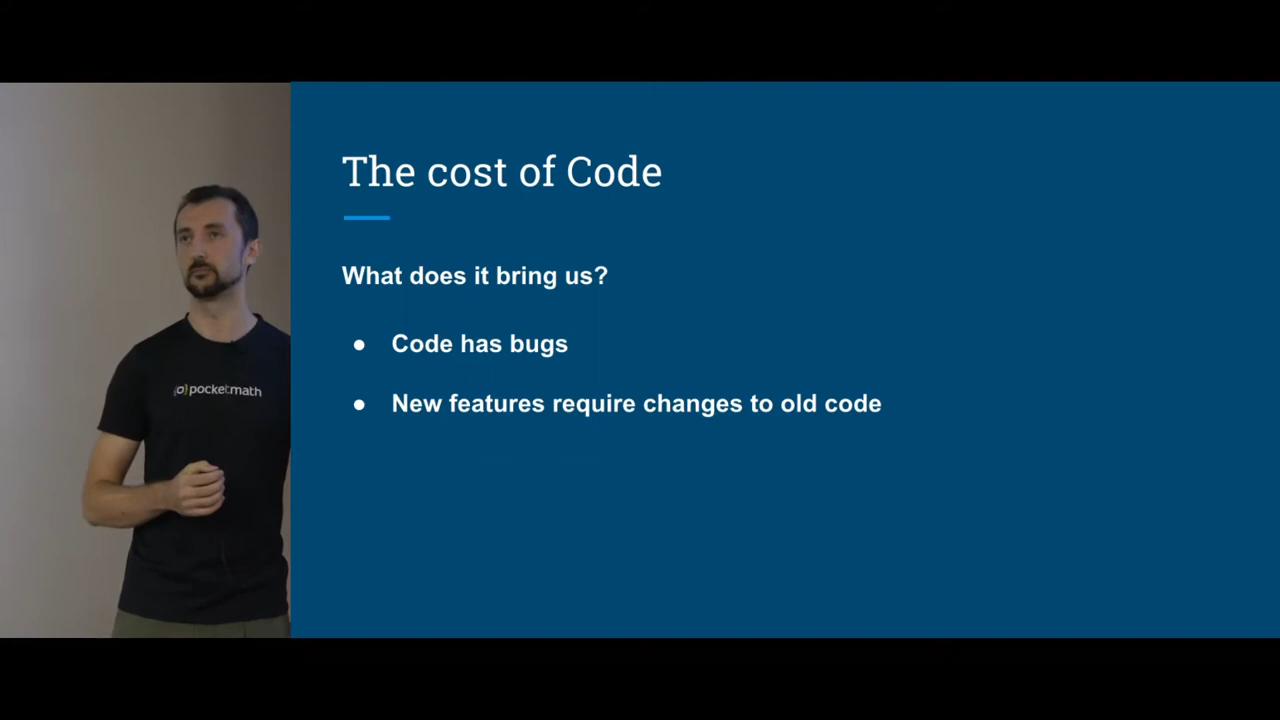 The cost of Code
What does it bring us?
● Code has bugs
● New features require changes to old code
{o} pocketmath